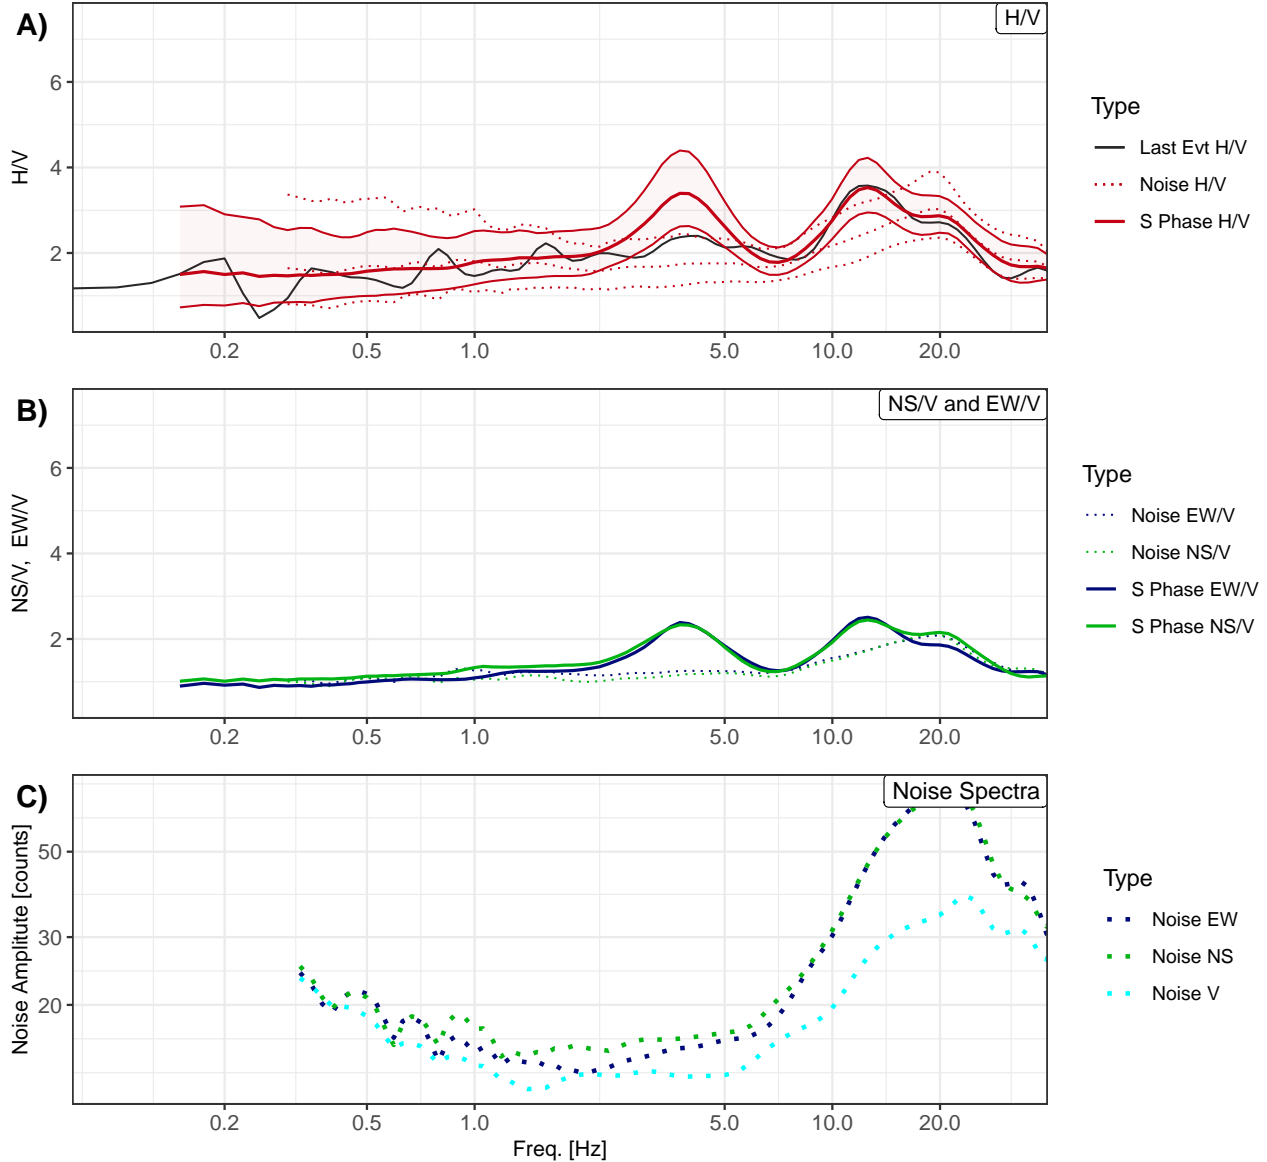 A)
H/V
H/V
6
4
2
0.2
0.5
1.0
5.0
10.0
20.0
Type
Last Evt H/V
Noise H/V
S Phase H/V
B)
NS/V and EW/V
NS/V, EW/V
6
4
2
0.2
0.5
1.0
5.0
10.0
20.0
Type
Noise EW/V
Noise NS/V
S Phase EW/V
S Phase NS/V
C)
Noise Spectra
Noise Amplitude [counts]
50
30
20
0.2
0.5
1.0
5.0
10.0
20.0
Freq. [Hz]
Type
Noise EW
Noise NS
Noise V